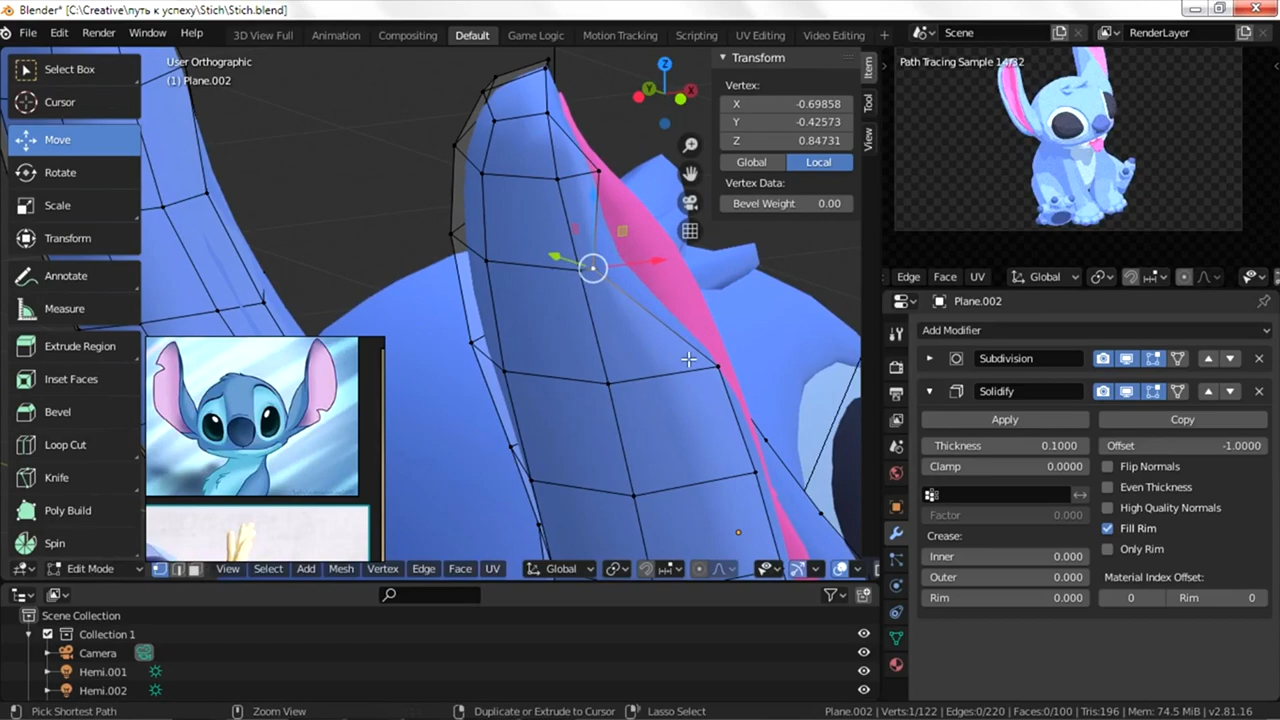 Blender* [C:\Creative\путь к успеху\Stich\Stich.blend]
File Edit Render Window Help 3D View Full Animation Compositing Default Game Logic Motion Tracking Scripting UV Editing Video Editing + Scene RenderLayer
Select Box
Cursor
Move
Rotate
Scale
Transform
Annotate
Measure
Extrude Region
Inset Faces
Bevel
Loop Cut
Knife
Poly Build
Spin
User Orthographic
(1) Plane.002
Z
Y
X
Transform
Vertex:
X -0.69858
Y -0.42573
Z 0.84731
Global Local
Vertex Data:
Bevel Weight 0.00
Item
Tool
View
Path Tracing Sample 14/32
Edge Face UV Global
Plane.002
Add Modifier
Subdivision
Solidify
Apply Copy
Thickness 0.1000 Offset -1.0000
Clamp 0.0000 Flip Normals
Even Thickness
High Quality Normals
Factor 0.000
Fill Rim
Crease:
Only Rim
Inner 0.000
Outer 0.000 Material Index Offset:
Rim 0.000 0 Rim 0
Edit Mode View Select Add Mesh Vertex Edge Face UV Global
Scene Collection
Collection 1
Camera
Hemi.001
Hemi.002
Pick Shortest Path Zoom View Duplicate or Extrude to Cursor Lasso Select Plane.002 | Verts:1/122 | Edges:0/220 | Faces:0/100 | Tris:196 | Mem: 74.5 MiB | v2.81.16